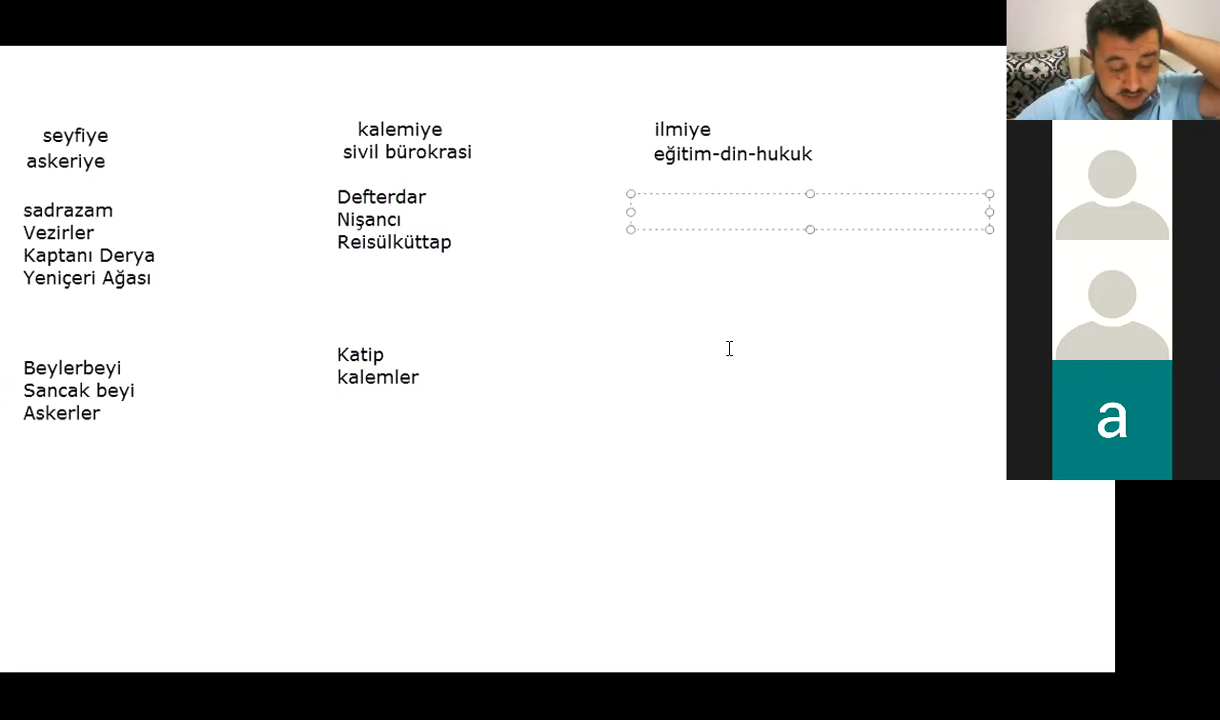 seyfiye
askeriye
sadrazam
Vezirler
Kaptanı Derya
Yeniçeri Ağası
Beylerbeyi
Sancak beyi
Askerler
kalemiye
sivil bürokrasi
Defterdar
Nişancı
Reisülküttap
Katip
kalemler
ilmiye
eğitim-din-hukuk
a